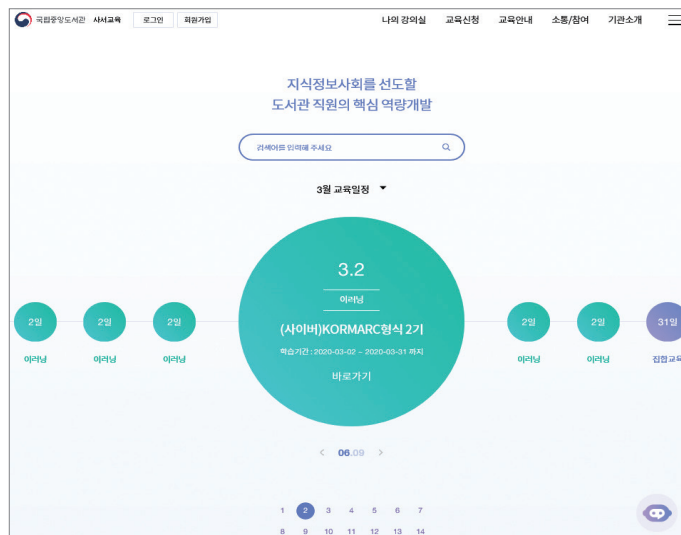 국립중앙도서관 사서교육 로그인 회원가입 나의 강의실 교육신청 교육안내 소통/참여 기관소개
지식정보사회를 선도할
도서관 직원의 핵심 역량개발
검색어를 입력해 주세요
3월 교육일정
3.2
이러닝
(사이버)KORMARC형식 2기
학습기간 : 2020-03-02 ~ 2020-03-31 까지
바로가기
2일 2일 2일 2일 2일 31일
이러닝 이러닝 이러닝 이러닝 이러닝 집합교육
< 06.09 >
1 2 3 4 5 6 7
8 9 10 11 12 13 14